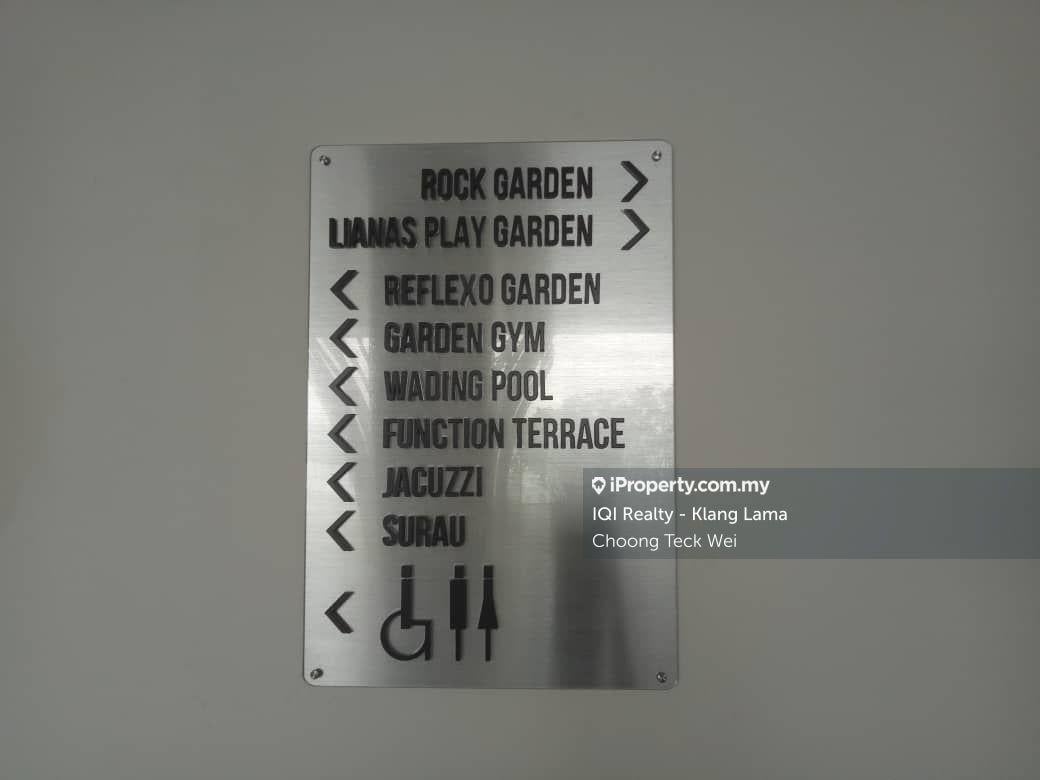 ROCK GARDEN
LIANAS PLAY GARDEN
REFLEXO GARDEN
GARDEN GYM
WADING POOL
FUNCTION TERRACE
JACUZZI
SURAU
iProperty.com.my
IQI Realty - Klang Lama
Choong Teck Wei